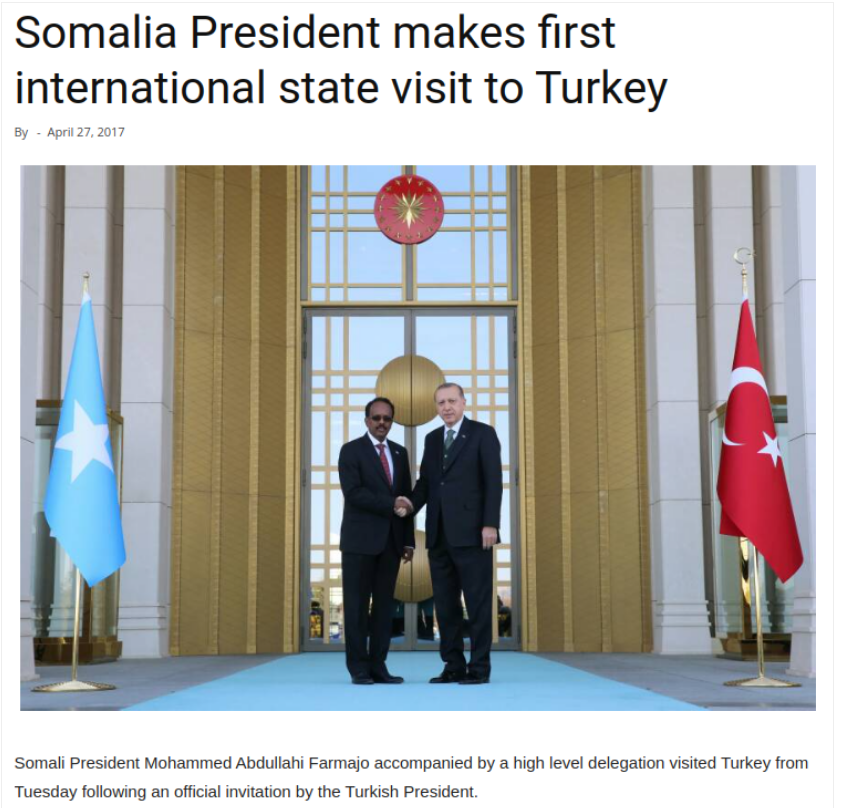 Somalia President makes first
international state visit to Turkey
By - April 27, 2017
Somali President Mohammed Abdullahi Farmajo accompanied by a high level delegation visited Turkey from
Tuesday following an official invitation by the Turkish President.